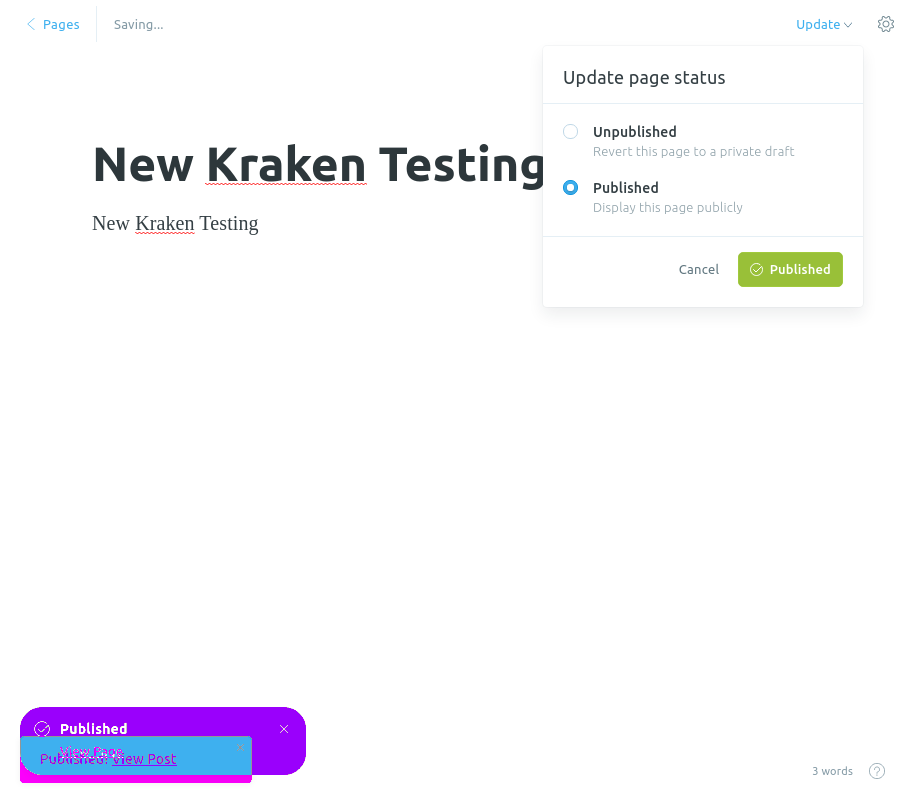 Pages
Saving...
Update
Update page status
Unpublished
Revert this page to a private draft
Published
Display this page publicly
Cancel
Published
New Kraken Testing
New Kraken Testing
Published
View Page
Published! View Post
3 words